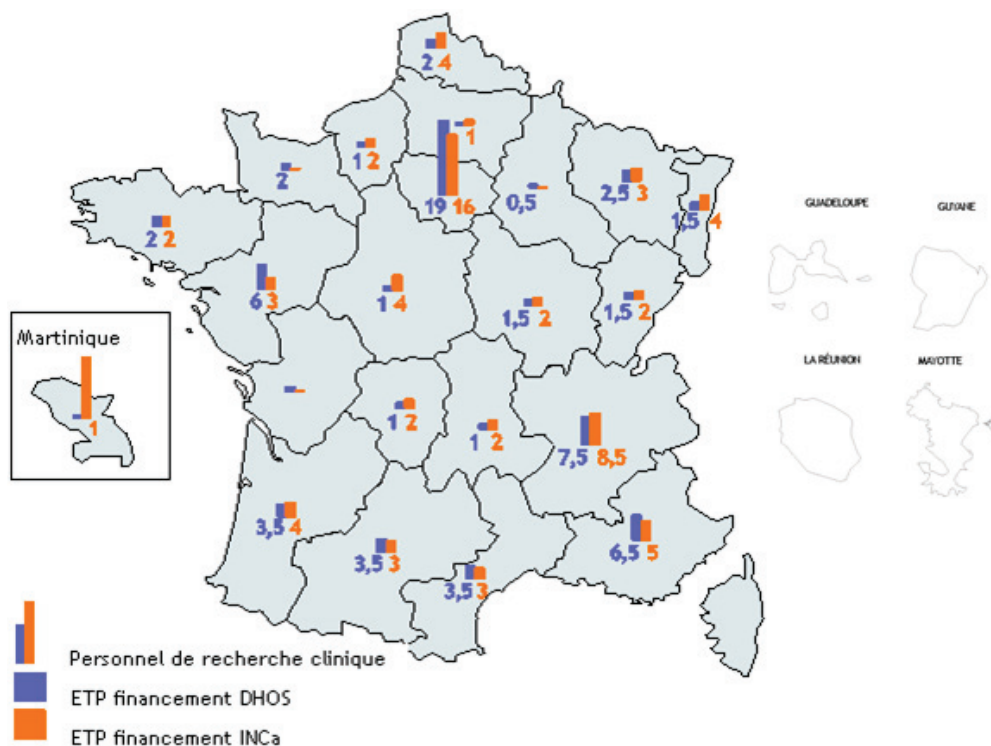 2 4
1
1 2
2
19 16
0,5
2,5 3
1,5 4
2 2
6 3
1 4
1,5 2
1,5 2
GUADELOUPE
GUYANE
Martinique
1
LA RÉUNION
MAYOTTE
1 2
1 2
7,5 8,5
3,5 4
3,5 3
3,5 3
6,5 5
Personnel de recherche clinique
ETP financement DHOS
ETP financement INCa